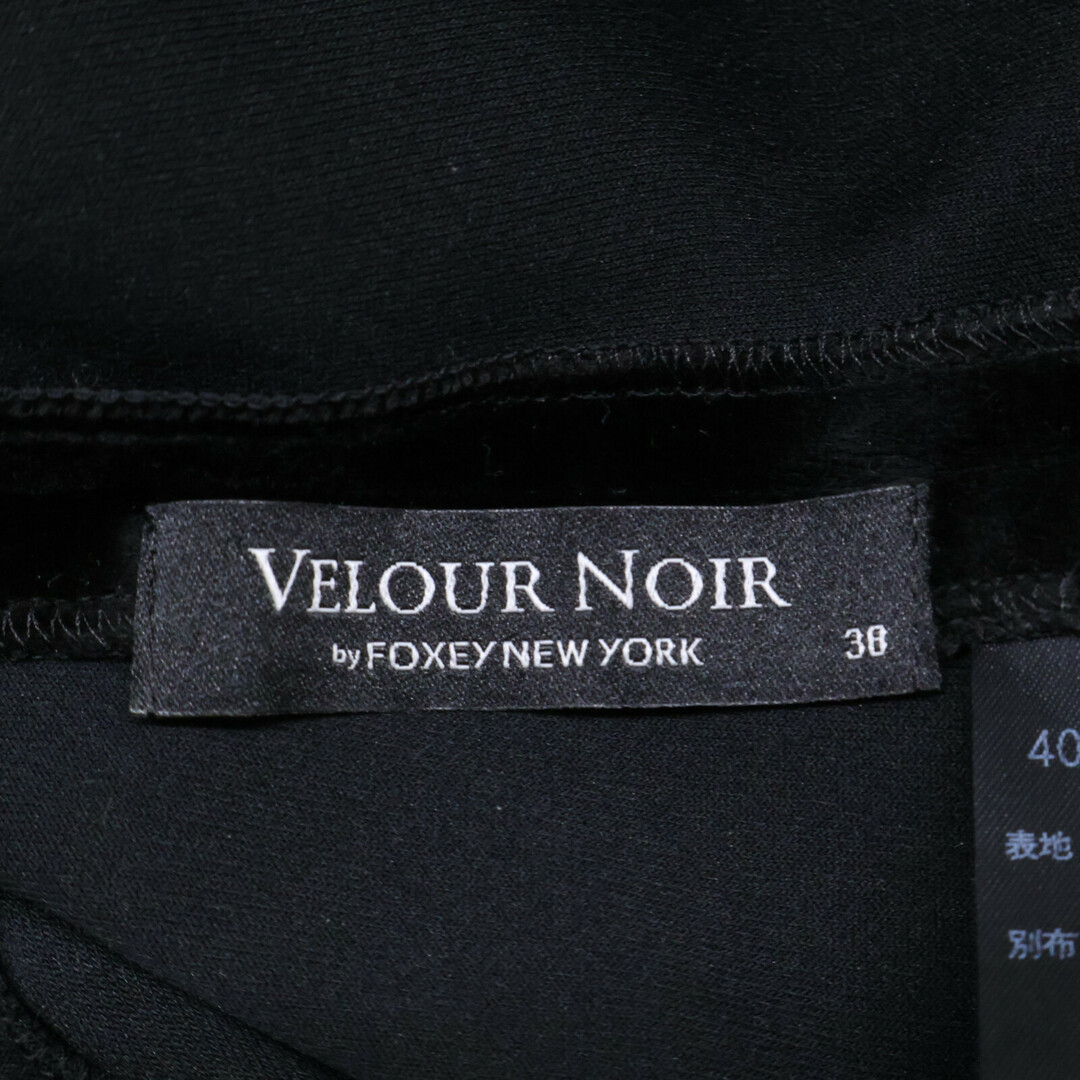 VELOUR NOIR
by FOXEY NEW YORK
38
40
表地
別布